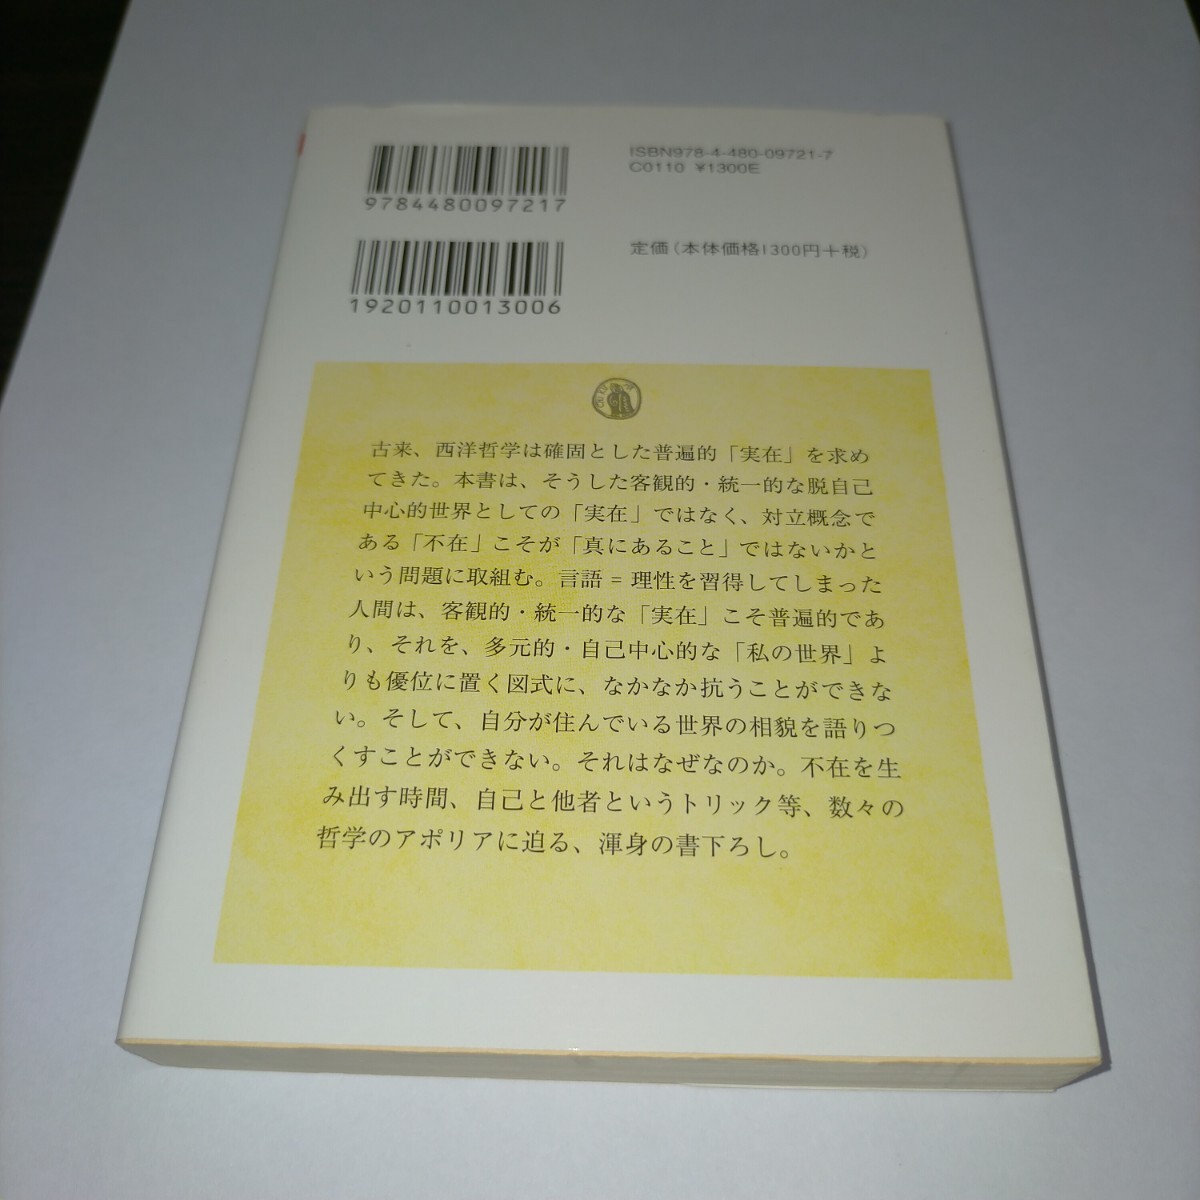 9784480097217
ISBN978-4-480-09721-7
C0110 ¥1300E
1920110013006
定価（本体価格1300円＋税）
古来、西洋哲学は確固とした普遍的「実在」を求め
てきた。本書は、そうした客観的・統一的な脱自己
中心的世界としての「実在」ではなく、対立概念で
ある「不在」こそが「真にあること」ではないかと
いう問題に取組む。言語＝理性を習得してしまった
人間は、客観的・統一的な「実在」こそ普遍的であ
り、それを、多元的・自己中心的な「私の世界」よ
りも優位に置く図式に、なかなか抗うことができな
い。そして、自分が住んでいる世界の相貌を語りつ
くすことができない。それはなぜなのか。不在を生
み出す時間、自己と他者というトリック等、数々の
哲学のアポリアに迫る、渾身の書下ろし。